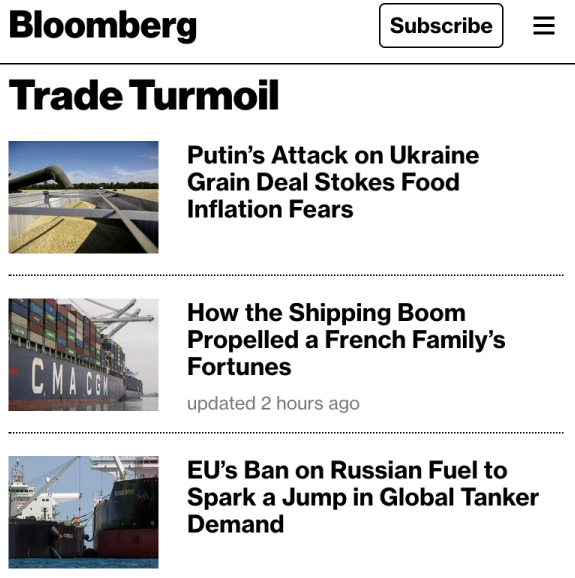 Bloomberg
Subscribe
Trade Turmoil
Putin's Attack on Ukraine
Grain Deal Stokes Food
Inflation Fears
How the Shipping Boom
Propelled a French Family's
Fortunes
updated 2 hours ago
CMA CGM
EU's Ban on Russian Fuel to
Spark a Jump in Global Tanker
Demand